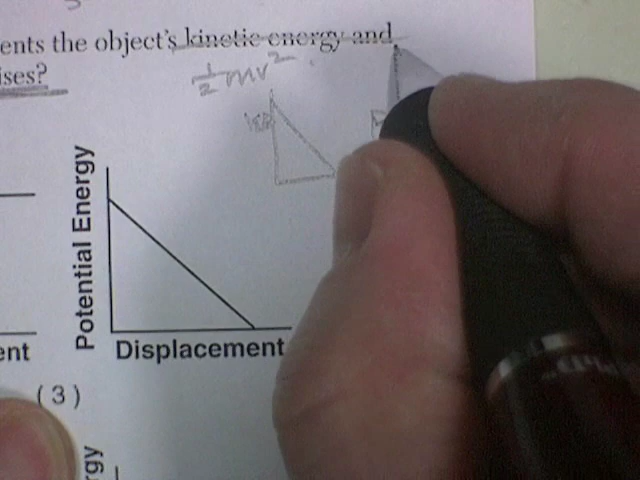 ents the object's kinetic energy and
ises?
½mv²
Potential Energy
ent
Displacement
(3)
rgy